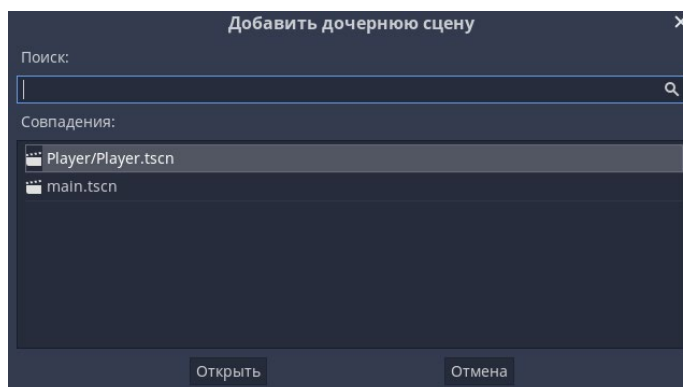 Добавить дочернюю сцену
Поиск:
Совпадения:
Player/Player.tscn
main.tscn
Открыть Отмена